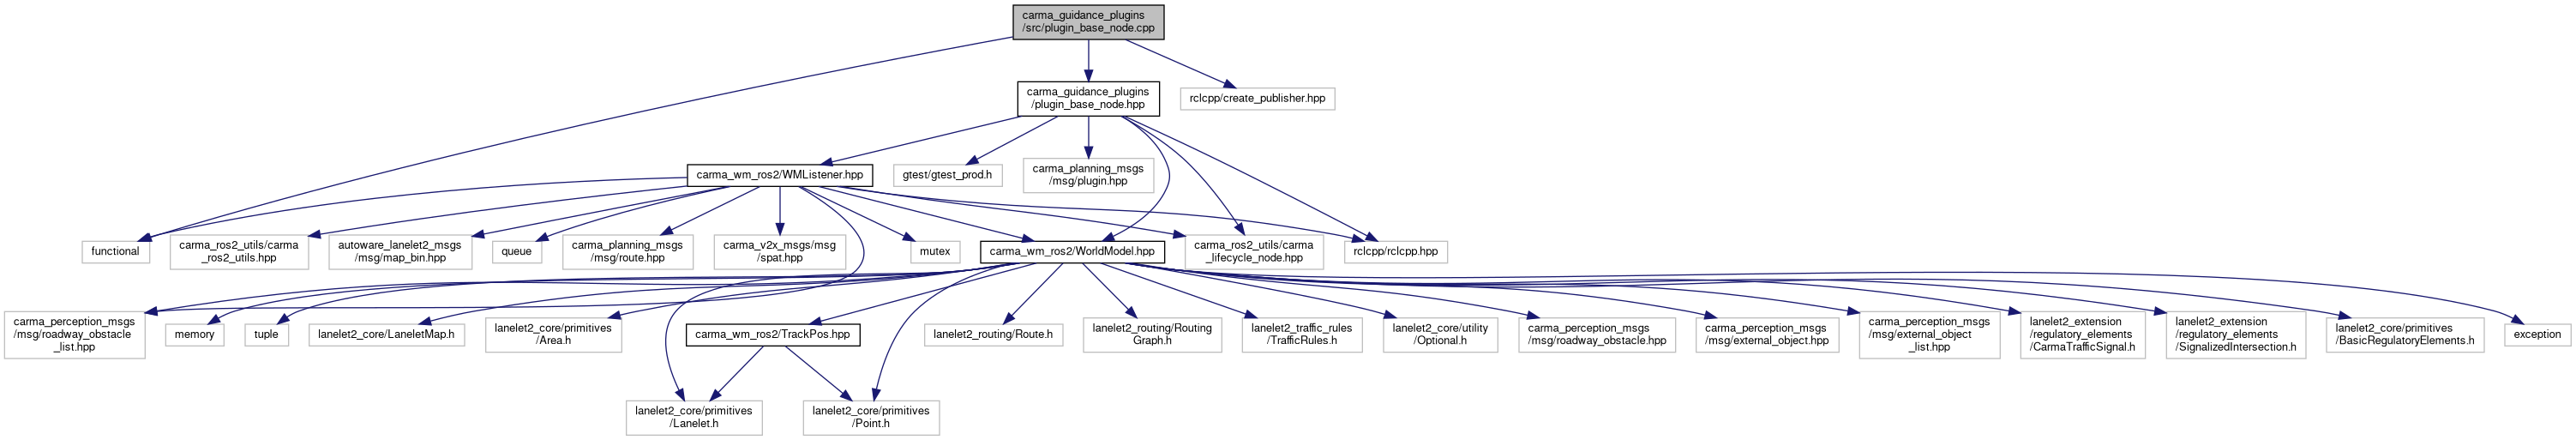 carma_guidance_plugins
/src/plugin_base_node.cpp
carma_guidance_plugins
/plugin_base_node.hpp
rclcpp/create_publisher.hpp
carma_wm_ros2/WMListener.hpp
gtest/gtest_prod.h
carma_planning_msgs
/msg/plugin.hpp
functional
carma_ros2_utils/carma
_ros2_utils.hpp
autoware_lanelet2_msgs
/msg/map_bin.hpp
queue
carma_planning_msgs
/msg/route.hpp
carma_v2x_msgs/msg
/spat.hpp
mutex
carma_wm_ros2/WorldModel.hpp
carma_ros2_utils/carma
_lifecycle_node.hpp
rclcpp/rclcpp.hpp
carma_perception_msgs
/msg/roadway_obstacle
_list.hpp
memory
tuple
lanelet2_core/LaneletMap.h
lanelet2_core/primitives
/Area.h
carma_wm_ros2/TrackPos.hpp
lanelet2_routing/Route.h
lanelet2_routing/Routing
Graph.h
lanelet2_traffic_rules
/TrafficRules.h
lanelet2_core/utility
/Optional.h
carma_perception_msgs
/msg/roadway_obstacle.hpp
carma_perception_msgs
/msg/external_object.hpp
carma_perception_msgs
/msg/external_object
_list.hpp
lanelet2_extension
/regulatory_elements
/CarmaTrafficSignal.h
lanelet2_extension
/regulatory_elements
/SignalizedIntersection.h
lanelet2_core/primitives
/BasicRegulatoryElements.h
exception
lanelet2_core/primitives
/Lanelet.h
lanelet2_core/primitives
/Point.h